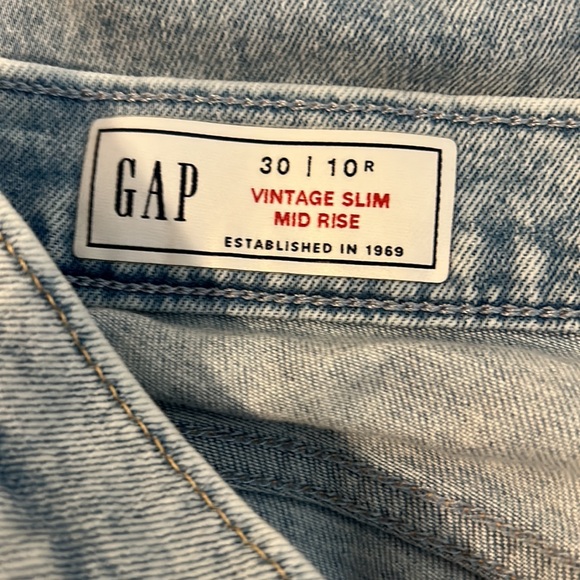 GAP
30 | 10R
VINTAGE SLIM
MID RISE
ESTABLISHED IN 1969